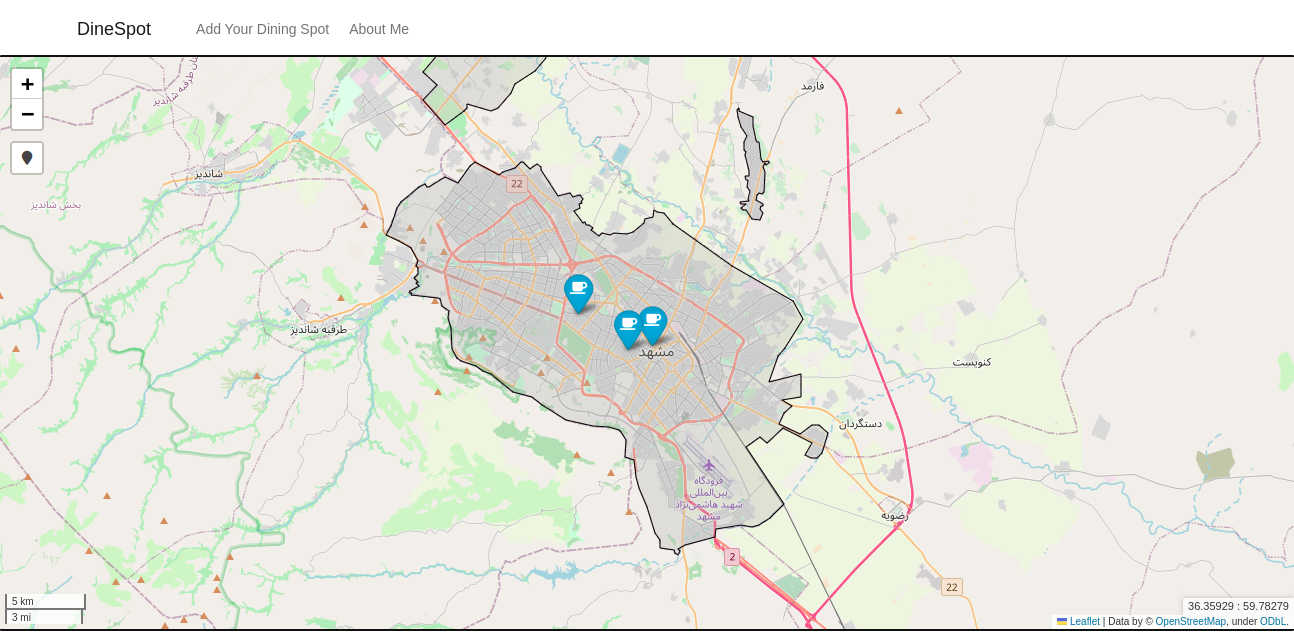 DineSpot
Add Your Dining Spot
About Me
+
−
فارمد
22
شاندیز
بخش شاندیز
طرقبه شاندیز
مشهد
کنویست
دستگردان
فرودگاه
بین‌المللی
شهید هاشمی‌نژاد
مشهد
رضویه
2
22
5 km
3 mi
36.35929 : 59.78279
Leaflet | Data by © OpenStreetMap, under ODbL.